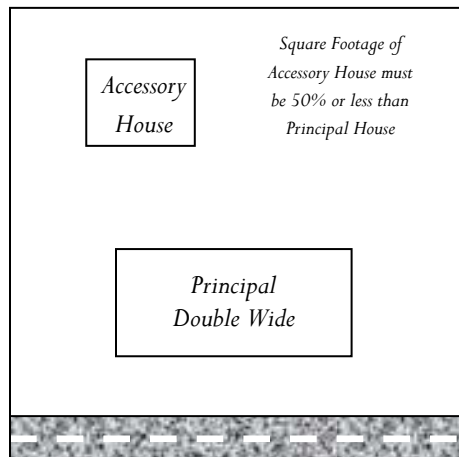 Accessory
House
Square Footage of
Accessory House must
be 50% or less than
Principal House
Principal
Double Wide